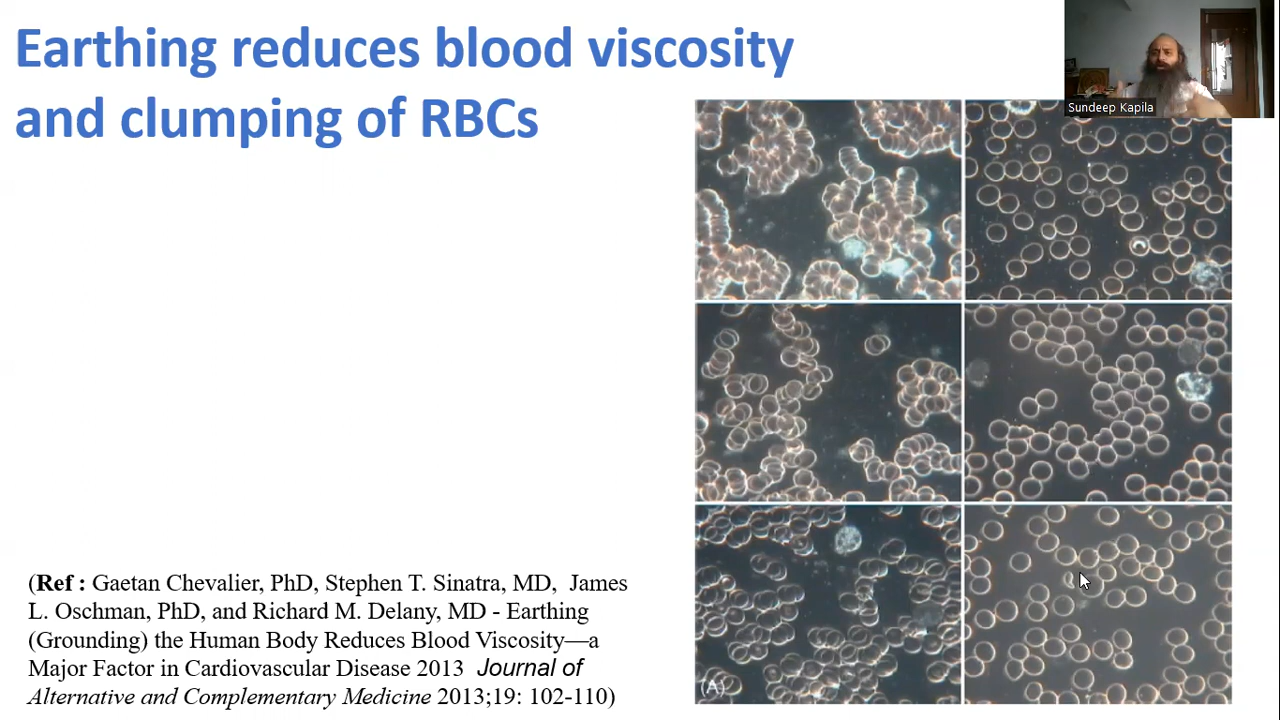 Earthing reduces blood viscosity
and clumping of RBCs
Sundeep Kapila
(A)
(Ref : Gaetan Chevalier, PhD, Stephen T. Sinatra, MD, James
L. Oschman, PhD, and Richard M. Delany, MD - Earthing
(Grounding) the Human Body Reduces Blood Viscosity—a
Major Factor in Cardiovascular Disease 2013 Journal of
Alternative and Complementary Medicine 2013;19: 102-110)